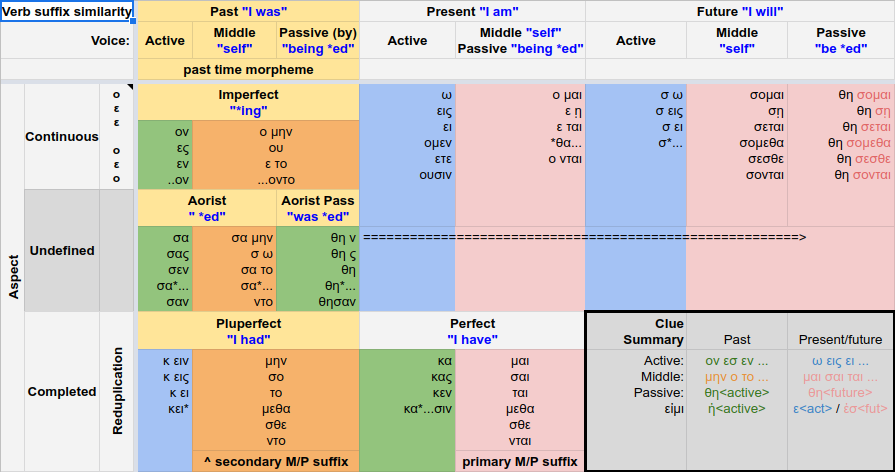 Verb suffix similarity Past "I was" Present "I am" Future "I will"
Voice: Active Middle "self" Passive (by) "being *ed" Active Middle "self" Passive "being *ed" Active Middle "self" Passive "be *ed"
past time morpheme
Aspect
Continuous
ο
ε
ε
ο
ε
ο
Imperfect
"*ing"
ον ο μην
ες ου
εν ε το
..ον ...οντο
ω ο μαι σ ω σομαι θη σομαι
εις ε ῃ σ εις σῃ θη σῃ
ει ε ται σ ει σεται θη σεται
ομεν *θα... σ*... σομεθα θη σομεθα
ετε ο νται σεσθε θη σεσθε
ουσιν σονται θη σονται
Undefined
Aorist Aorist Pass
" *ed" "was *ed"
σα σα μην θη ν ========================================================>
σας σ ω θη ς
σεν σα το θη
σα*... σα*... θη*...
σαν ντο θησαν
Completed
Reduplication
Pluperfect Perfect
"I had" "I have"
κ ειν μην κα μαι
κ εις σο κας σαι
κ ει το κεν ται
κει* μεθα κα*...σιν μεθα
σθε σθε
ντο νται
^ secondary M/P suffix primary M/P suffix
Clue Summary Past Present/future
Active: ον εσ εν ... ω εις ει ...
Middle: μην ο το ... μαι σαι ται ...
Passive: θη<active> θη<future>
εἰμι ἠ<active> ε<act> / ἐσ<fut>